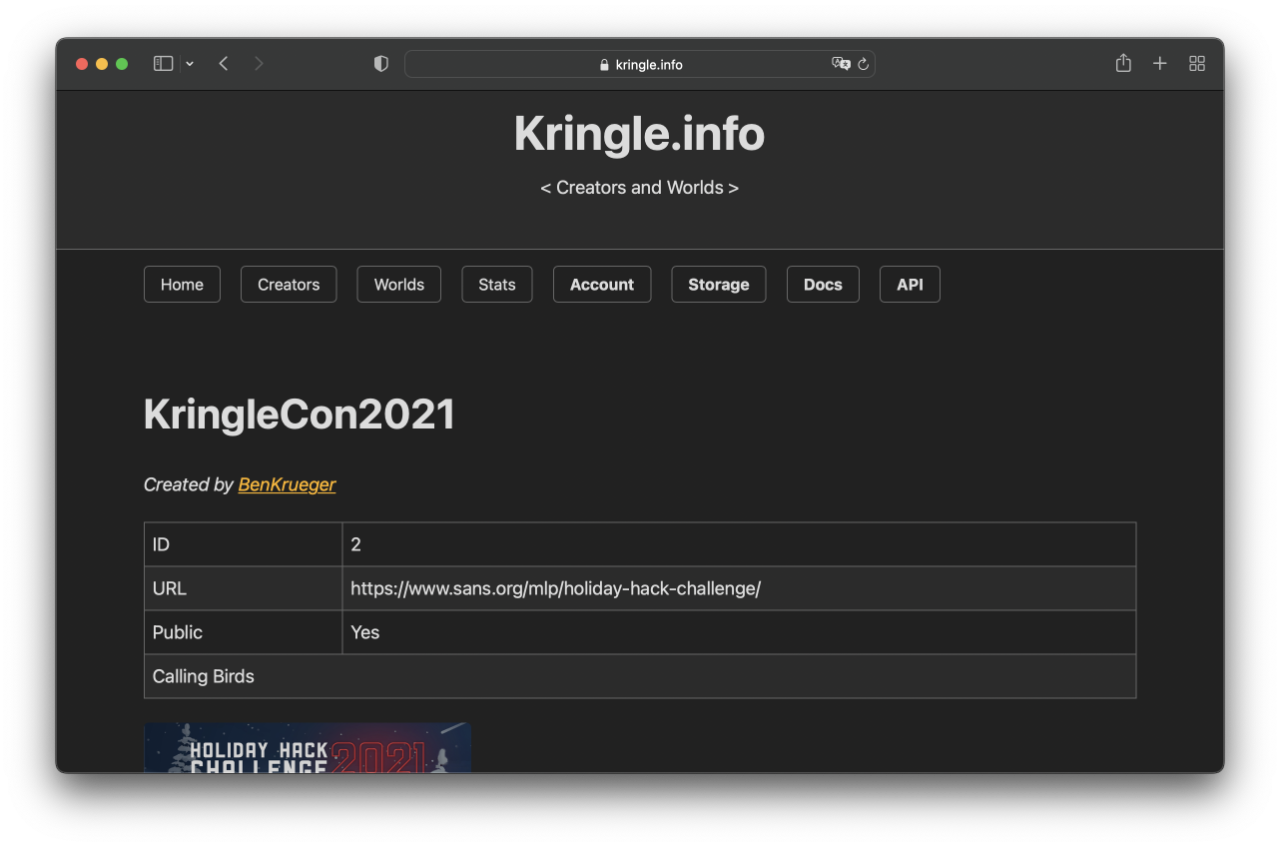 kringle.info
Kringle.info
< Creators and Worlds >
Home Creators Worlds Stats Account Storage Docs API
KringleCon2021
Created by BenKrueger
ID 2
URL https://www.sans.org/mlp/holiday-hack-challenge/
Public Yes
Calling Birds
HOLIDAY HACK 2021
CHALLENGE